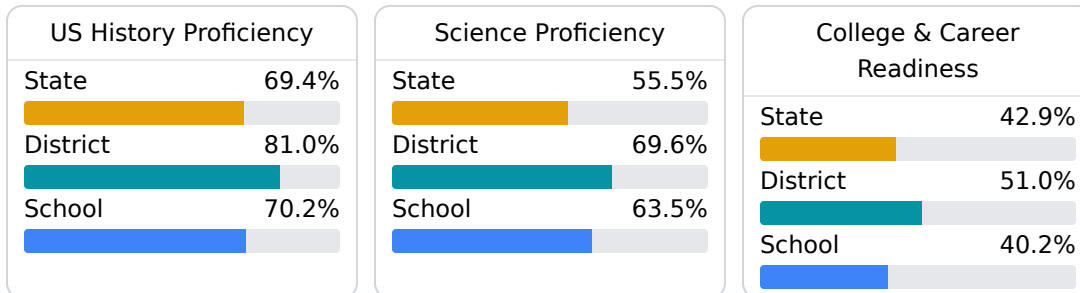 US History Proficiency
State 69.4%
District 81.0%
School 70.2%
Science Proficiency
State 55.5%
District 69.6%
School 63.5%
College & Career
Readiness
State 42.9%
District 51.0%
School 40.2%